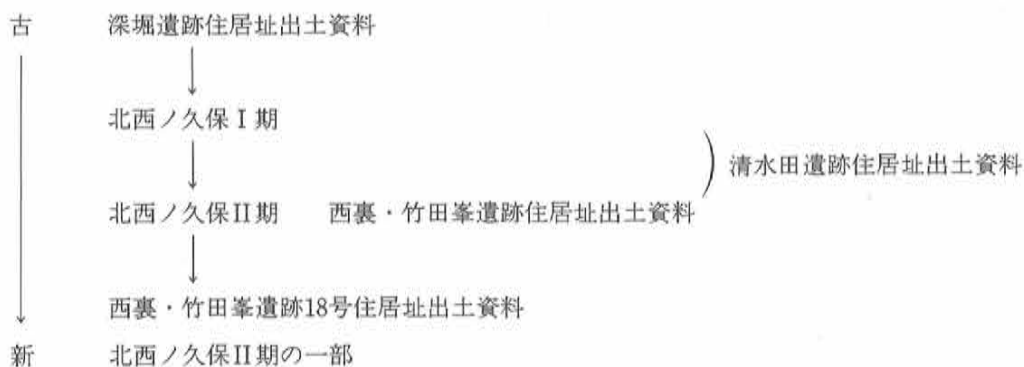 古 深堀遺跡住居址出土資料
北西ノ久保Ⅰ期
清水田遺跡住居址出土資料
北西ノ久保II期 西裏・竹田峯遺跡住居址出土資料
西裏・竹田峯遺跡18号住居址出土資料
新 北西ノ久保II期の一部